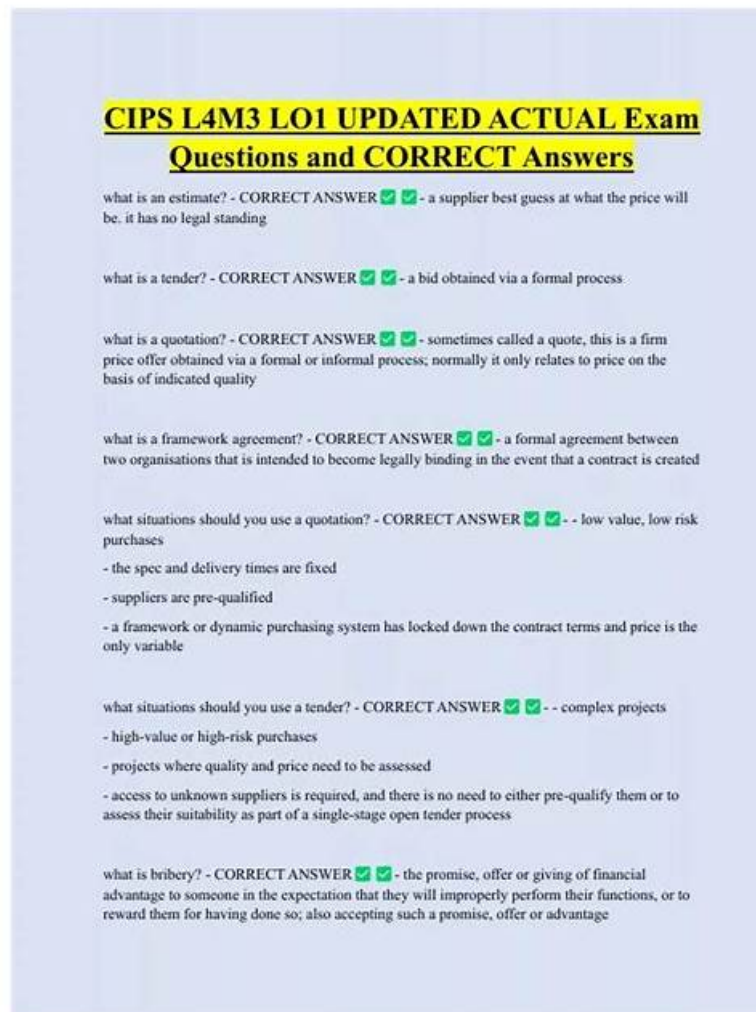 CIPS L4M3 LO1 UPDATED ACTUAL Exam
Questions and CORRECT Answers
what is an estimate? - CORRECT ANSWER ✅ ✅ - a supplier best guess at what the price will
be. it has no legal standing
what is a tender? - CORRECT ANSWER ✅ ✅ - a bid obtained via a formal process
what is a quotation? - CORRECT ANSWER ✅ ✅ - sometimes called a quote, this is a firm
price offer obtained via a formal or informal process; normally it only relates to price on the
basis of indicated quality
what is a framework agreement? - CORRECT ANSWER ✅ ✅ - a formal agreement between
two organisations that is intended to become legally binding in the event that a contract is created
what situations should you use a quotation? - CORRECT ANSWER ✅ ✅ - - low value, low risk
purchases
- the spec and delivery times are fixed
- suppliers are pre-qualified
- a framework or dynamic purchasing system has locked down the contract terms and price is the
only variable
what situations should you use a tender? - CORRECT ANSWER ✅ ✅ - - complex projects
- high-value or high-risk purchases
- projects where quality and price need to be assessed
- access to unknown suppliers is required, and there is no need to either pre-qualify them or to
assess their suitability as part of a single-stage open tender process
what is bribery? - CORRECT ANSWER ✅ ✅ - the promise, offer or giving of financial
advantage to someone in the expectation that they will improperly perform their functions, or to
reward them for having done so; also accepting such a promise, offer or advantage